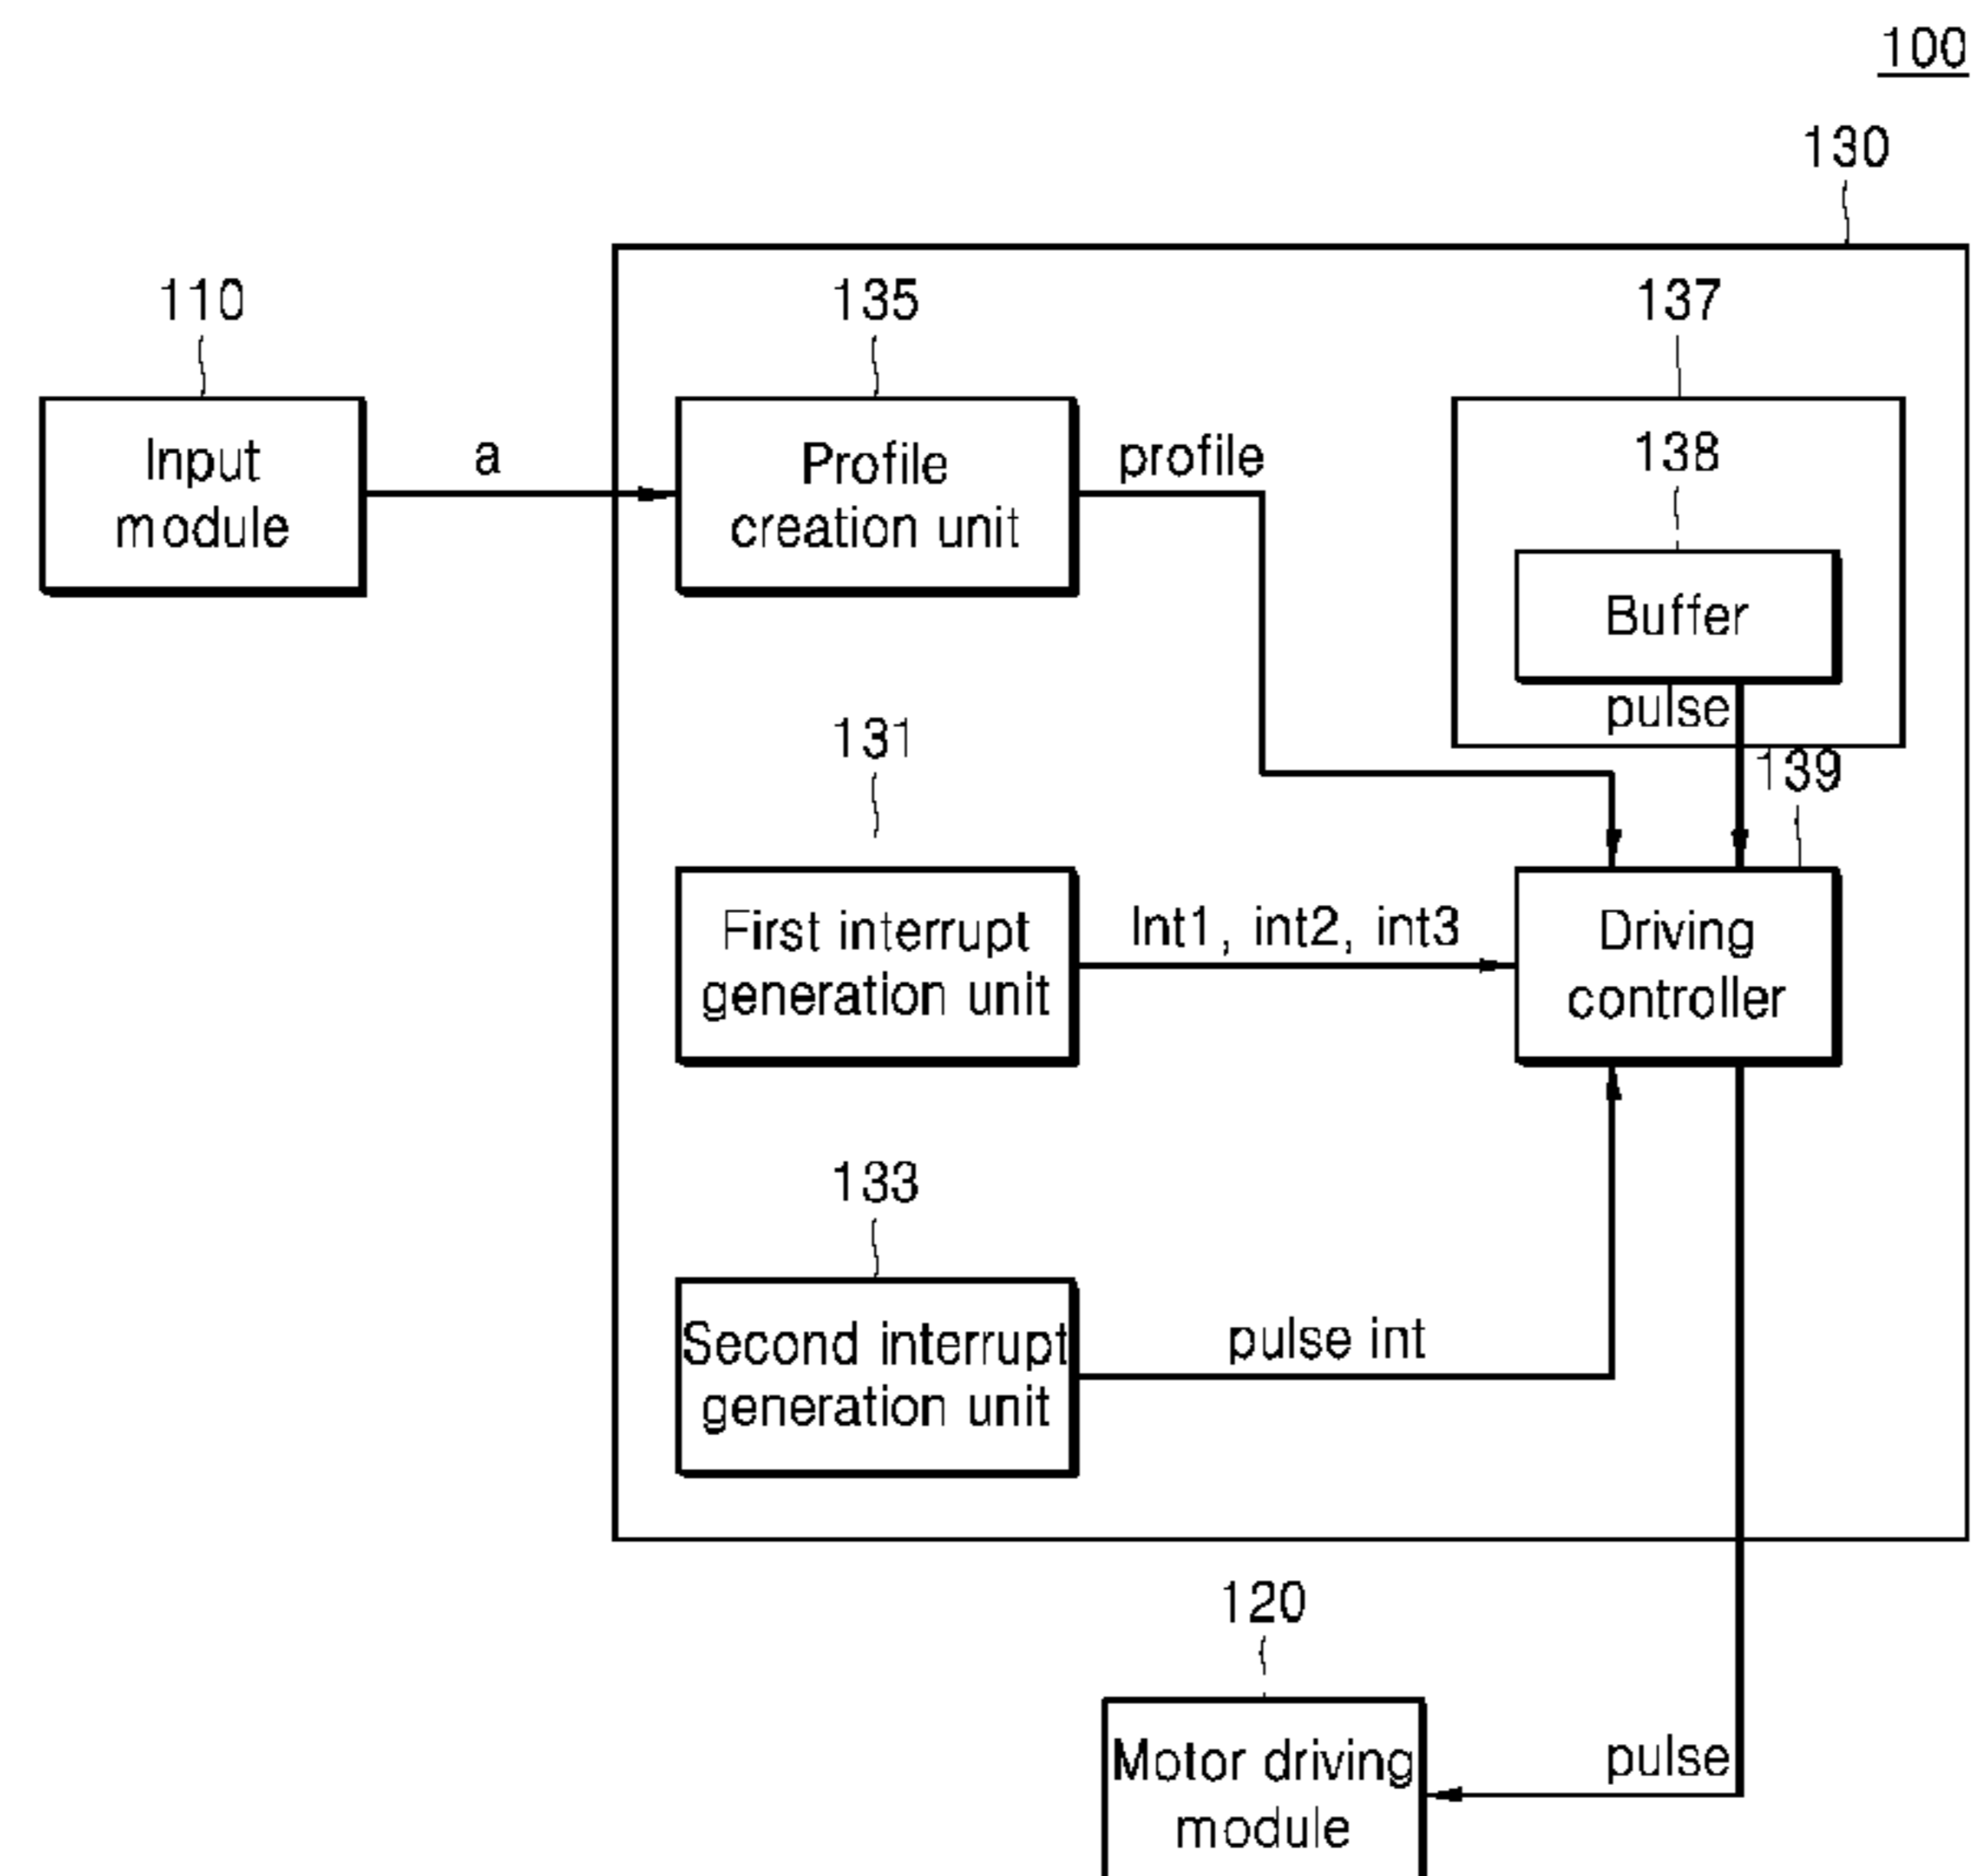 100
130
110
135
137
Input
module
a
Profile
creation unit
profile
138
Buffer
pulse
131
139
First interrupt
generation unit
Int1, int2, int3
Driving
controller
133
Second interrupt
generation unit
pulse int
120
Motor driving
module
pulse